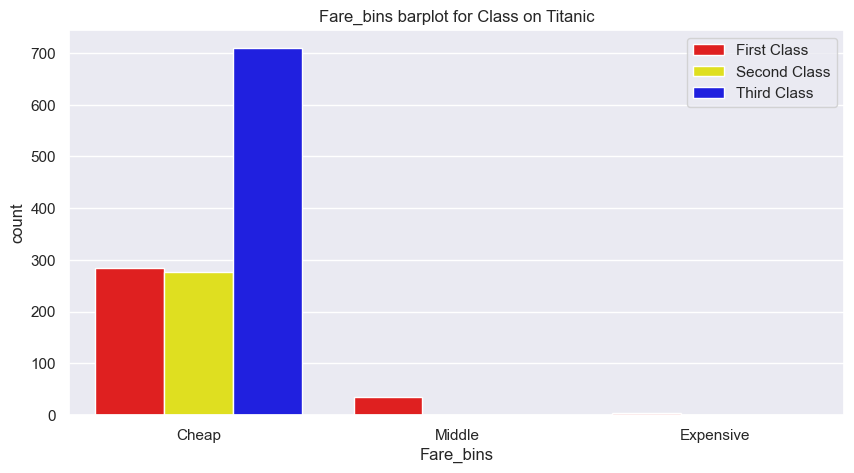 Fare_bins barplot for Class on Titanic
First Class
Second Class
Third Class
700
600
500
400
300
200
100
0
count
Cheap
Middle
Expensive
Fare_bins